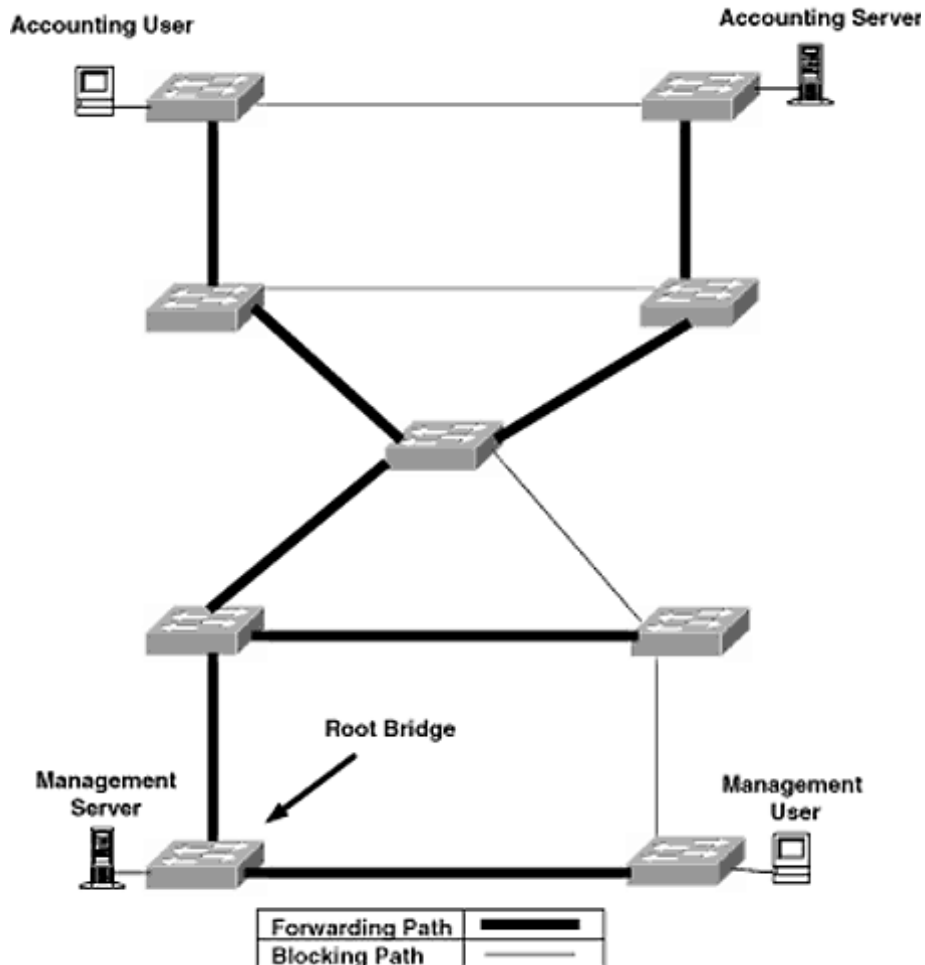 Accounting User
Accounting Server
Root Bridge
Management
Server
Management
User
Forwarding Path
Blocking Path